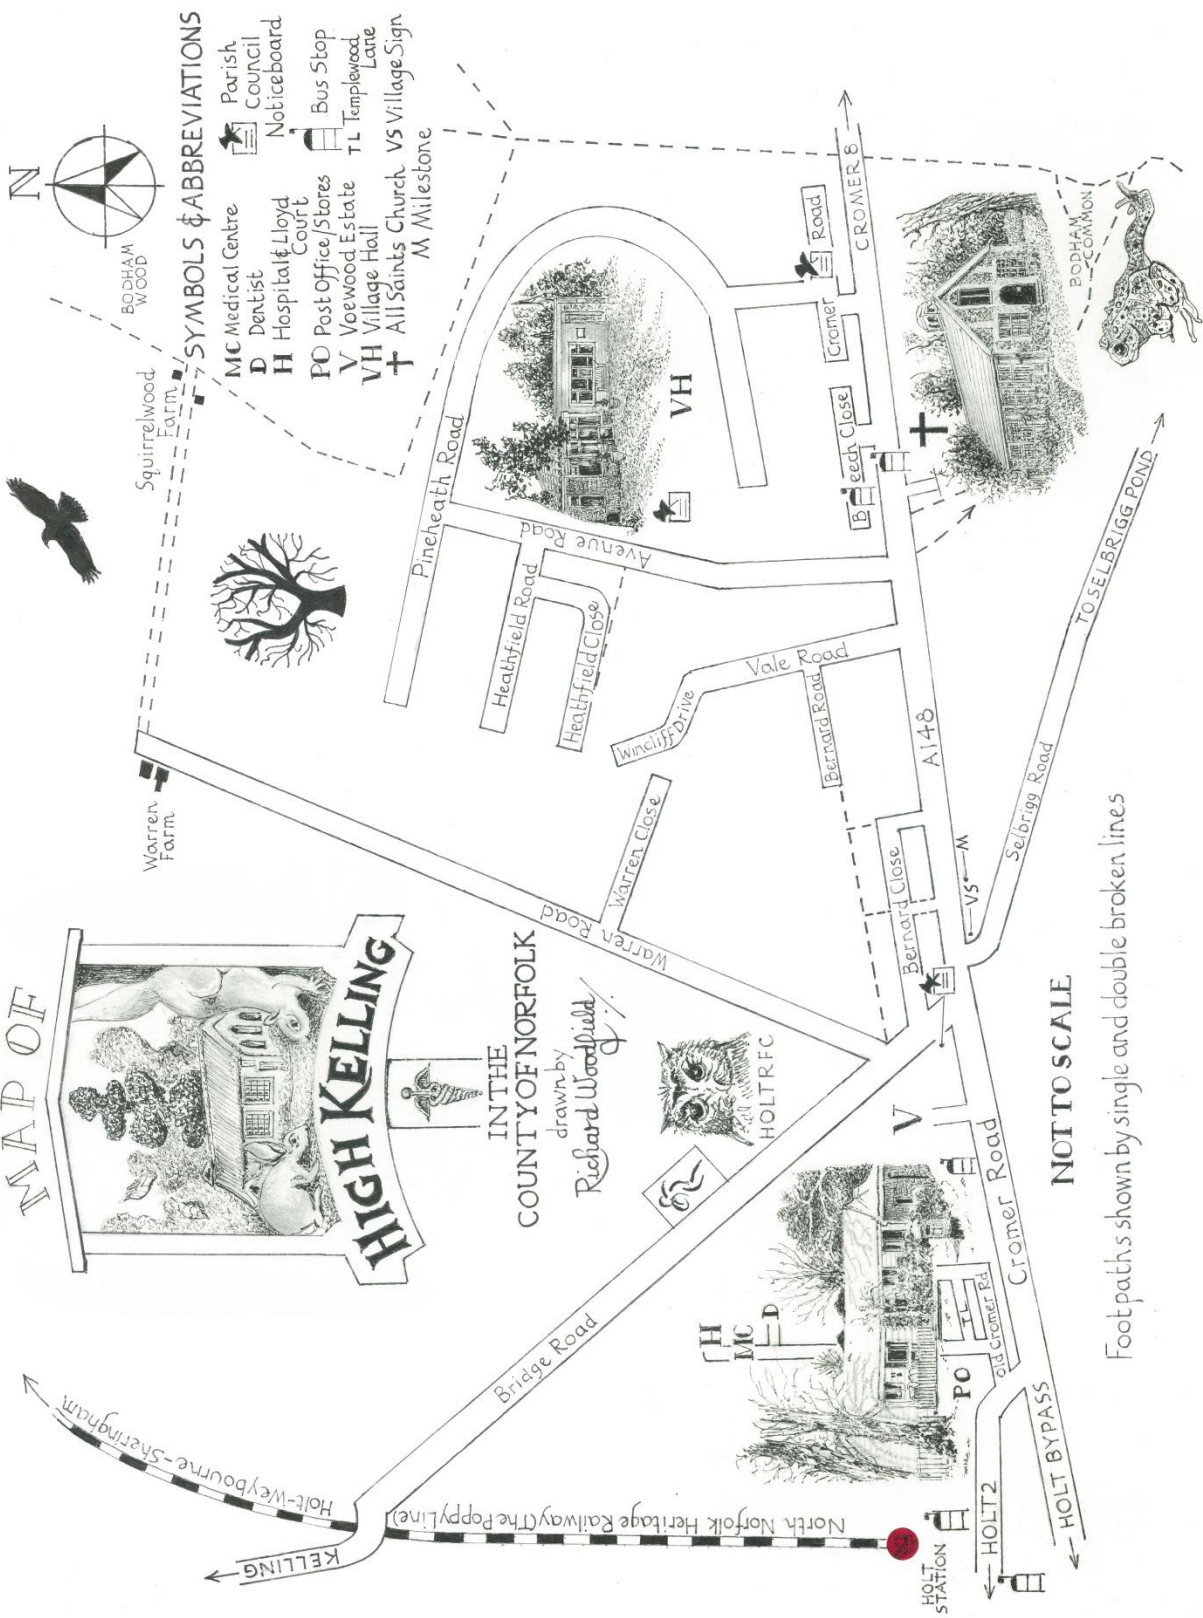 MAP OF
HIGH KELLING
IN THE
COUNTY OF NORFOLK
drawn by
Richard Woodfield
N
SYMBOLS & ABBREVIATIONS
MC Medical Centre
D Dentist
H Hospital & Lloyd
Court
PO Post Office/Stores
V Voewood Estate
VH Village Hall
All Saints Church
Parish
Council
Noticeboard
Bus Stop
TL Templewood
Lane
VS Village Sign
M Milestone
BODHAM
WOOD
Squirrelwood
Farm
Warren
Farm
Holt-Weybourne-Sheringham
North Norfolk Heritage Railway (The Poppy Line)
KELLING
Bridge Road
Warren Road
Warren Road
Warren Close
Pineheath Road
Heathfield Road
Heathfield Close
Avenue Road
Wincliff Drive
Vale Road
Bernard Road
Bernard Close
VH
Beech Close
Cromer
Road
CROMER 8
A148
HOLT RFC
V
H
MC
D
PO
TL
Old Cromer Rd
Cromer Road
VS
M
Selbrigg Road
TO SELBRIGG POND
BODHAM
COMMON
HOLT
STATION
HOLT 2
HOLT BYPASS
NOT TO SCALE
Footpaths shown by single and double broken lines